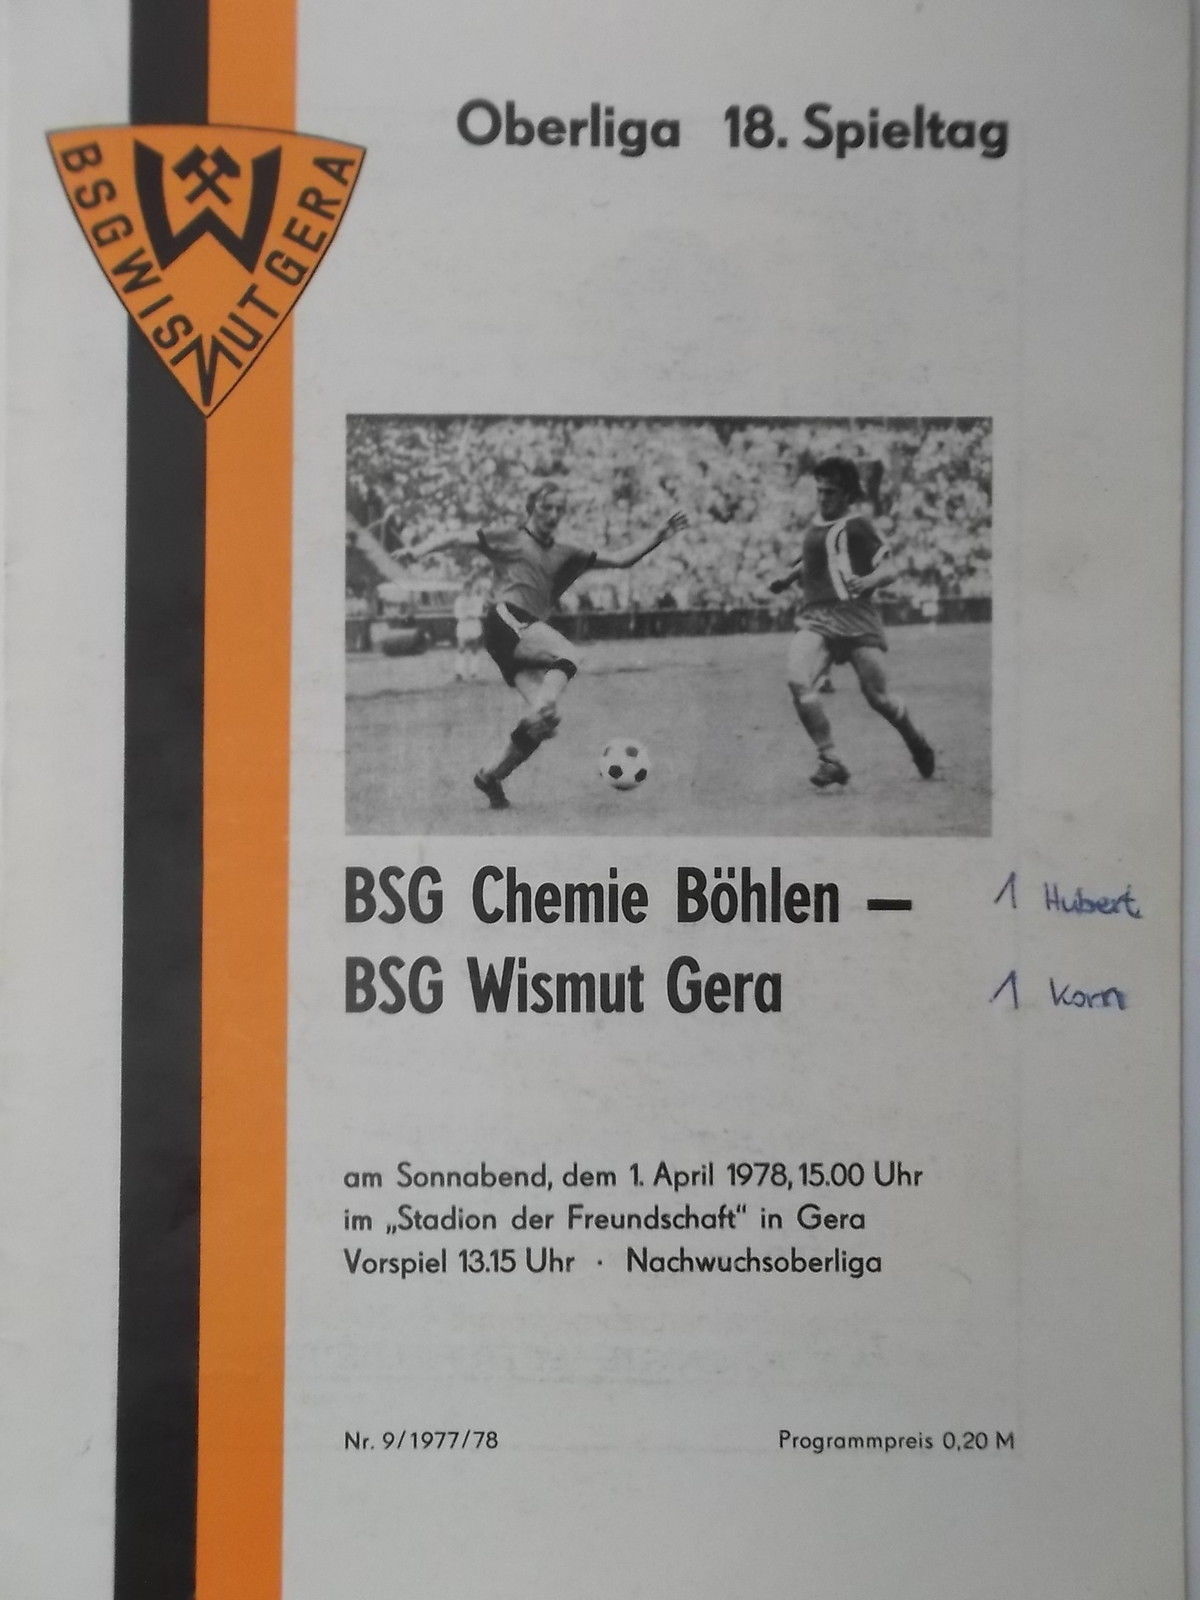 BSG WISMUT GERA
Oberliga 18. Spieltag
BSG Chemie Böhlen – 1 Hubert
BSG Wismut Gera 1 Korn
am Sonnabend, dem 1. April 1978, 15.00 Uhr
im „Stadion der Freundschaft" in Gera
Vorspiel 13.15 Uhr · Nachwuchsoberliga
Nr. 9/1977/78
Programmpreis 0,20 M